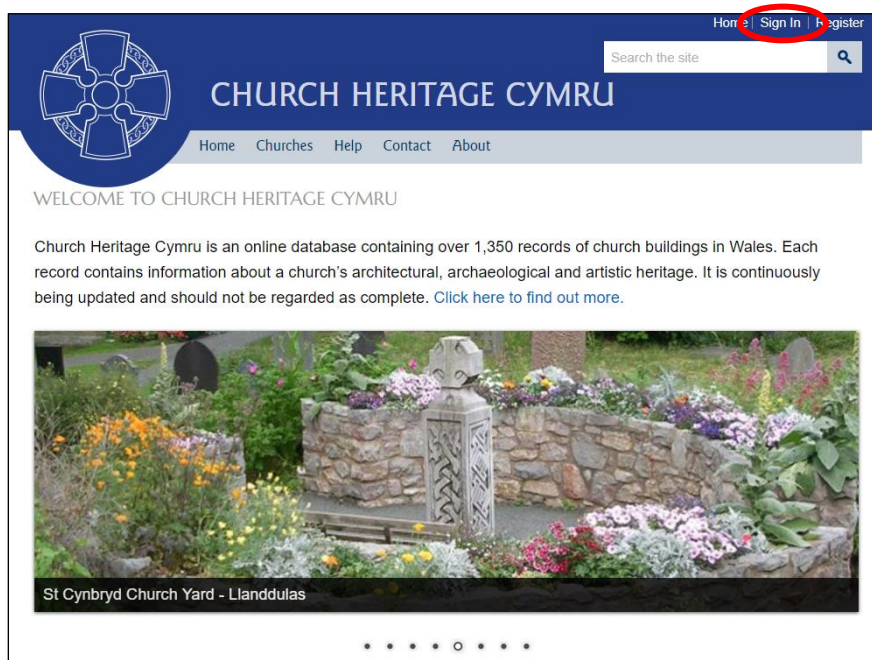 Home | Sign In | Register
Search the site
CHURCH HERITAGE CYMRU
Home Churches Help Contact About
WELCOME TO CHURCH HERITAGE CYMRU
Church Heritage Cymru is an online database containing over 1,350 records of church buildings in Wales. Each
record contains information about a church's architectural, archaeological and artistic heritage. It is continuously
being updated and should not be regarded as complete. Click here to find out more.
St Cynbryd Church Yard - Llanddulas